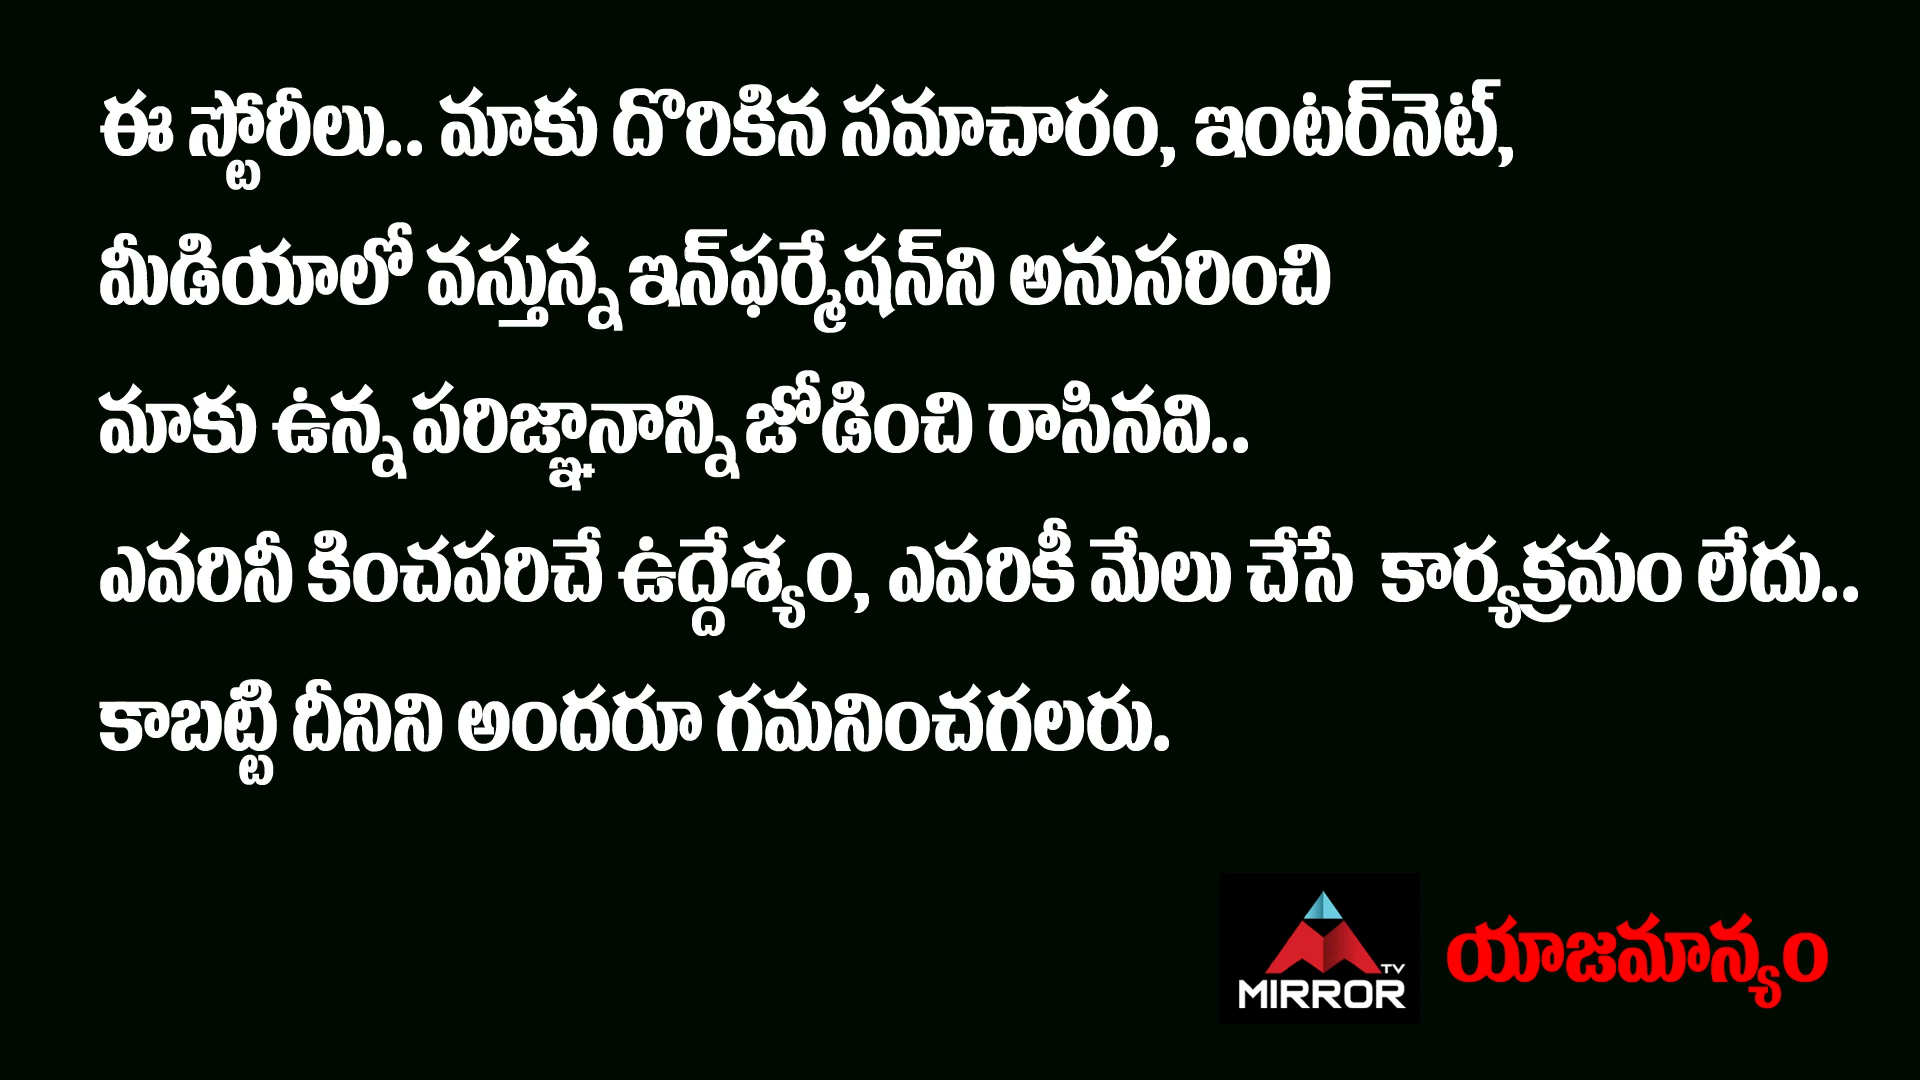 ఈ స్టోరీలు.. మాకు దొరికిన సమాచారం, ఇంటర్‌నెట్,
మీడియాలో వస్తున్న ఇన్‌ఫర్మేషన్‌ని అనుసరించి
మాకు ఉన్న పరిజ్ఞానాన్ని జోడించి రాసినవి..
ఎవరినీ కించపరిచే ఉద్దేశ్యం, ఎవరికీ మేలు చేసే కార్యక్రమం లేదు..
కాబట్టి దీనిని అందరూ గమనించగలరు.
TV
MIRROR
యాజమాన్యం